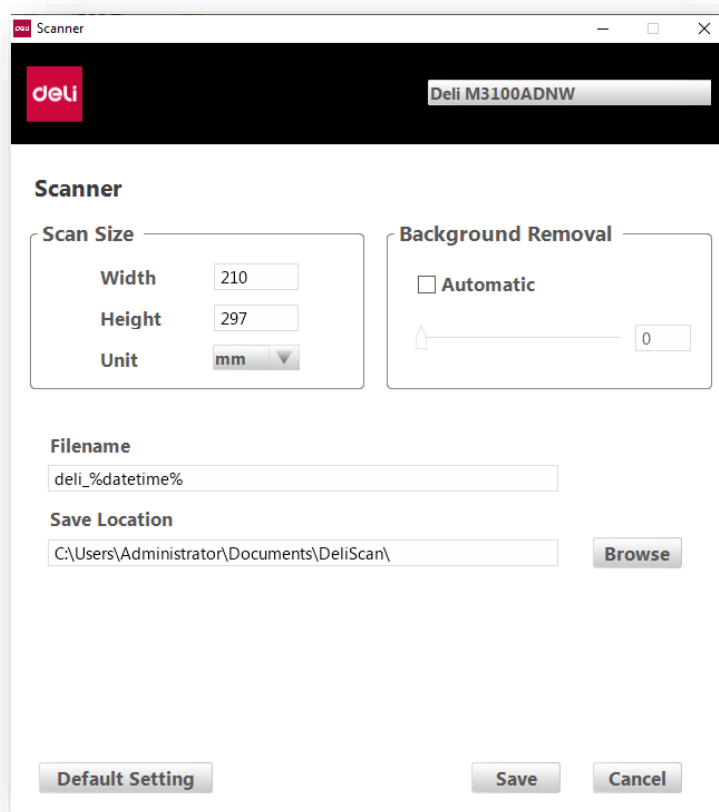 deli Scanner
deli
Deli M3100ADNW
Scanner
Scan Size
Width 210
Height 297
Unit mm
Background Removal
Automatic
0
Filename
deli_%datetime%
Save Location
C:\Users\Administrator\Documents\DeliScan\
Browse
Default Setting Save Cancel